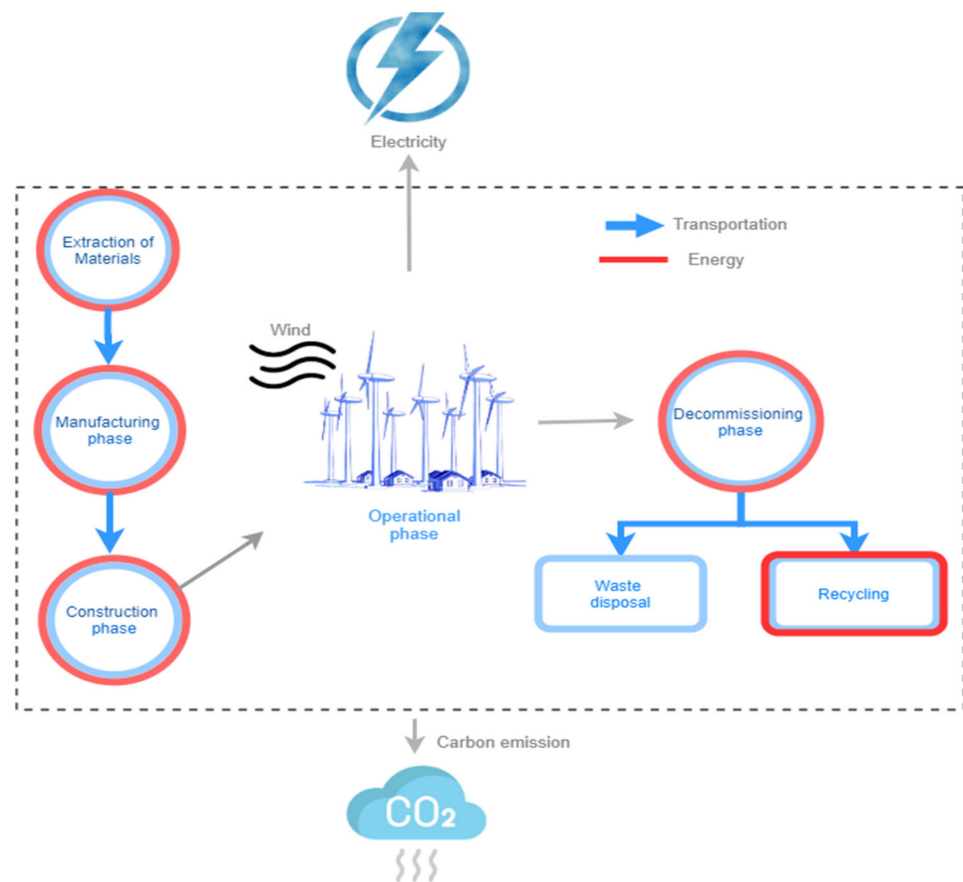 Electricity
Extraction of
Materials
Transportation
Energy
Wind
Manufacturing
phase
Decommissioning
phase
Operational
phase
Construction
phase
Waste
disposal
Recycling
Carbon emission
CO₂